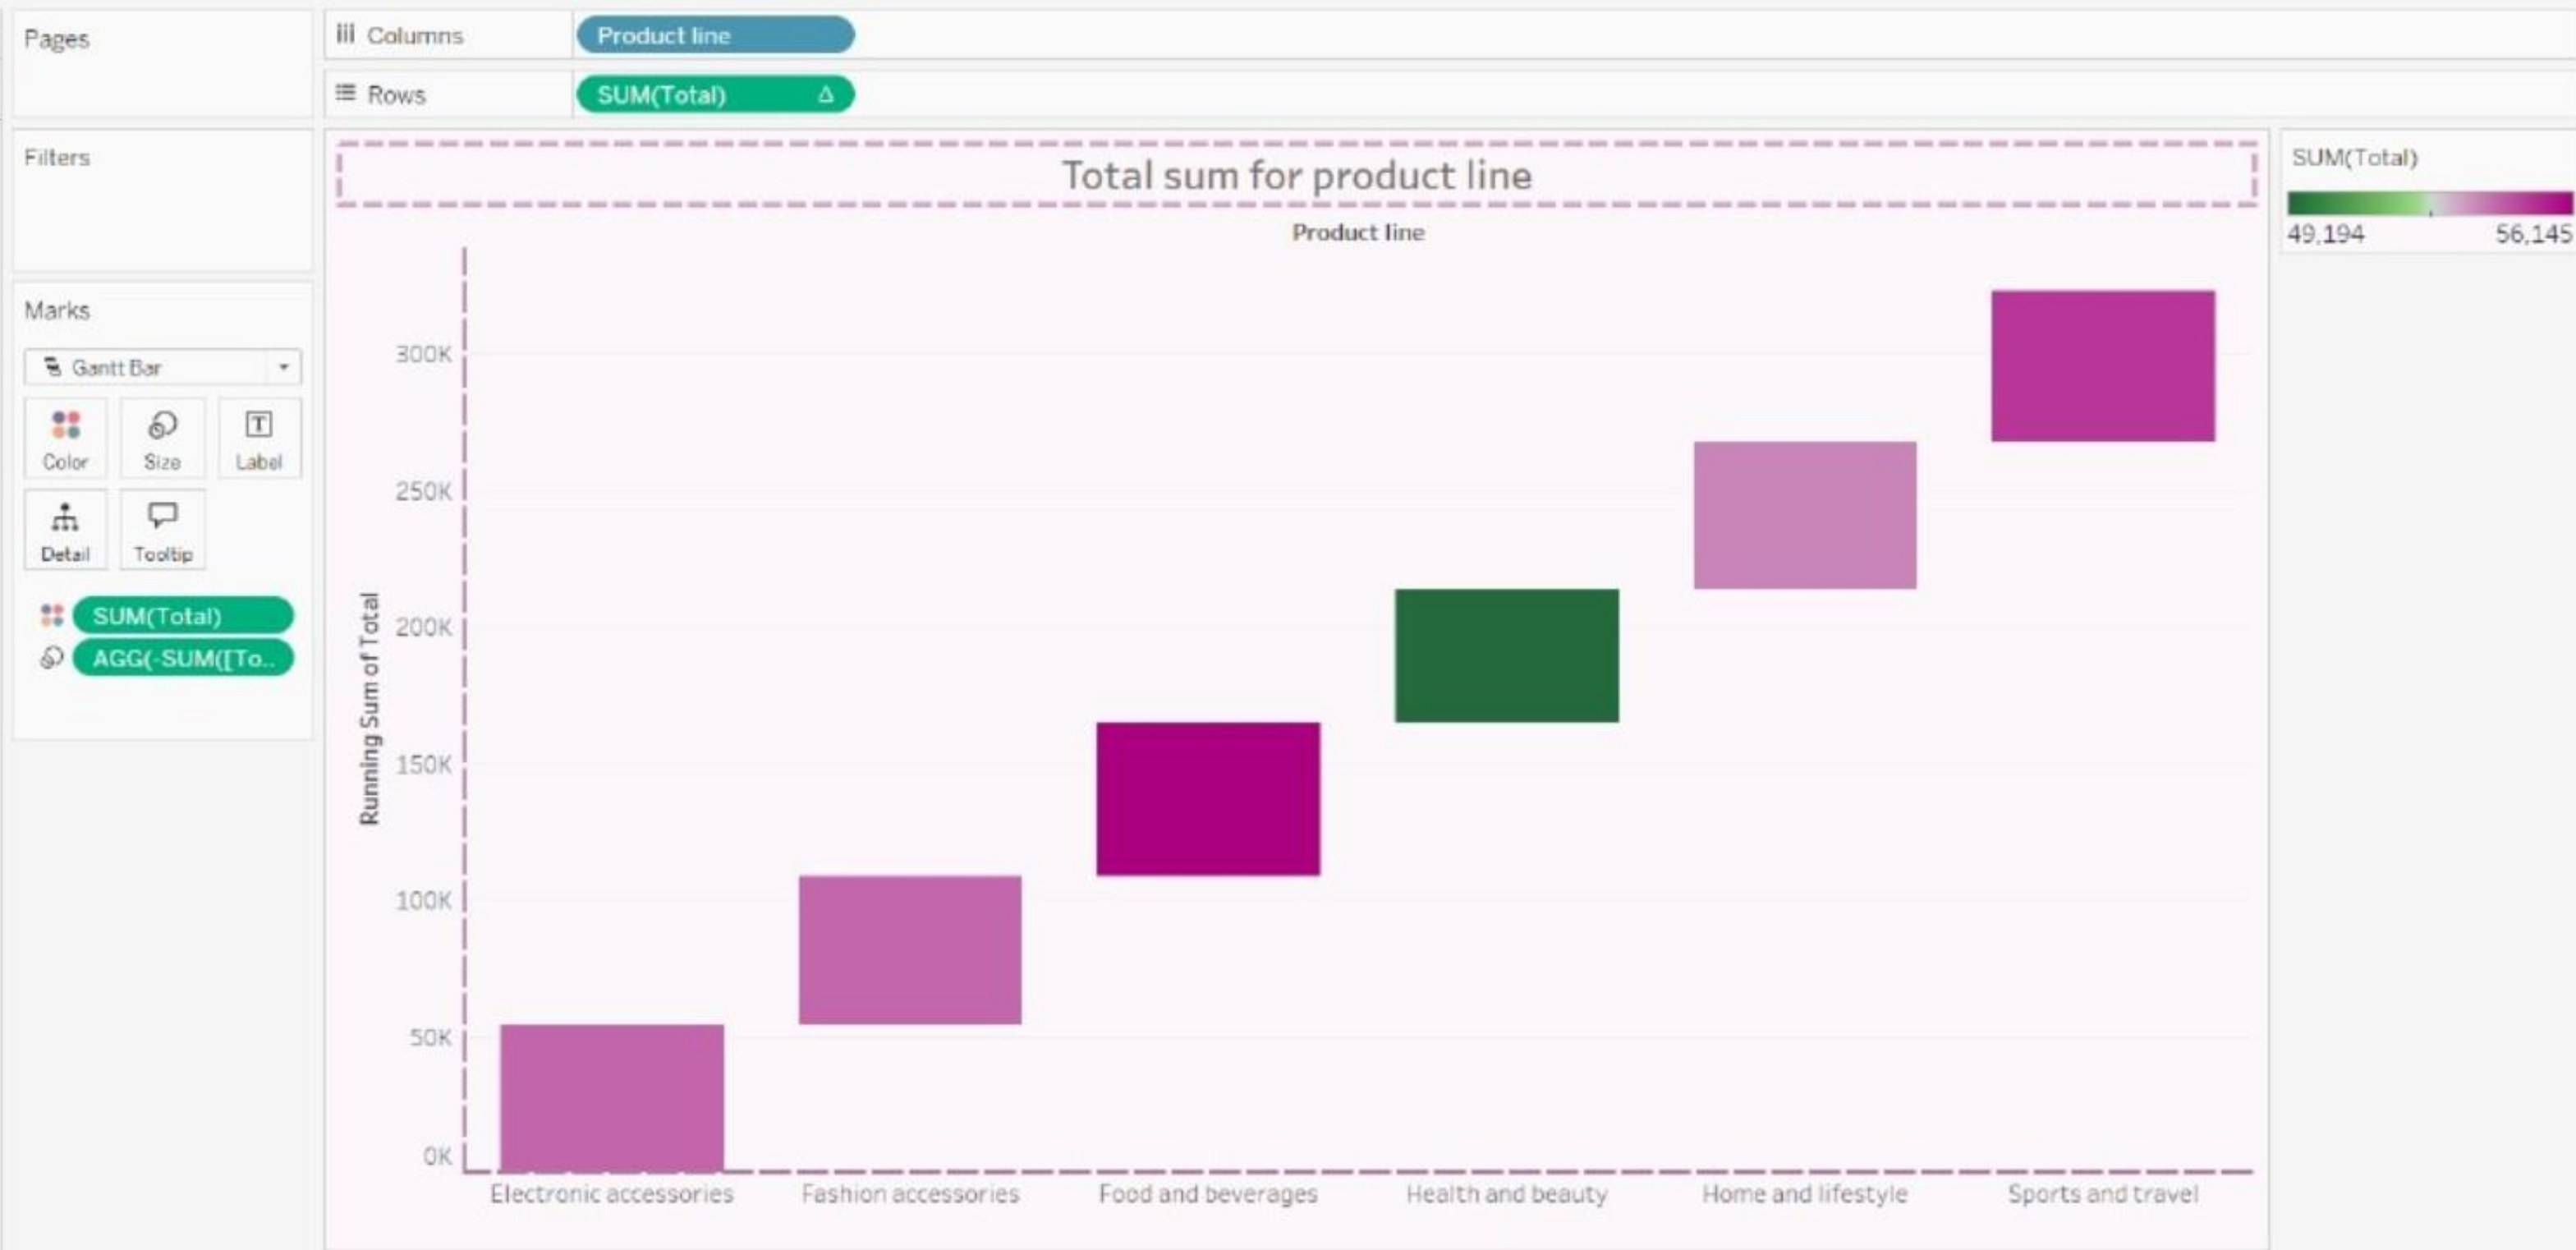 Pages
Columns
Product line
Rows
SUM(Total)
Filters
Marks
Gantt Bar
Color
Size
Label
Detail
Tooltip
SUM(Total)
AGG(-SUM([To..
Total sum for product line
Product line
Running Sum of Total
300K
250K
200K
150K
100K
50K
0K
Electronic accessories
Fashion accessories
Food and beverages
Health and beauty
Home and lifestyle
Sports and travel
SUM(Total)
49,194
56,145